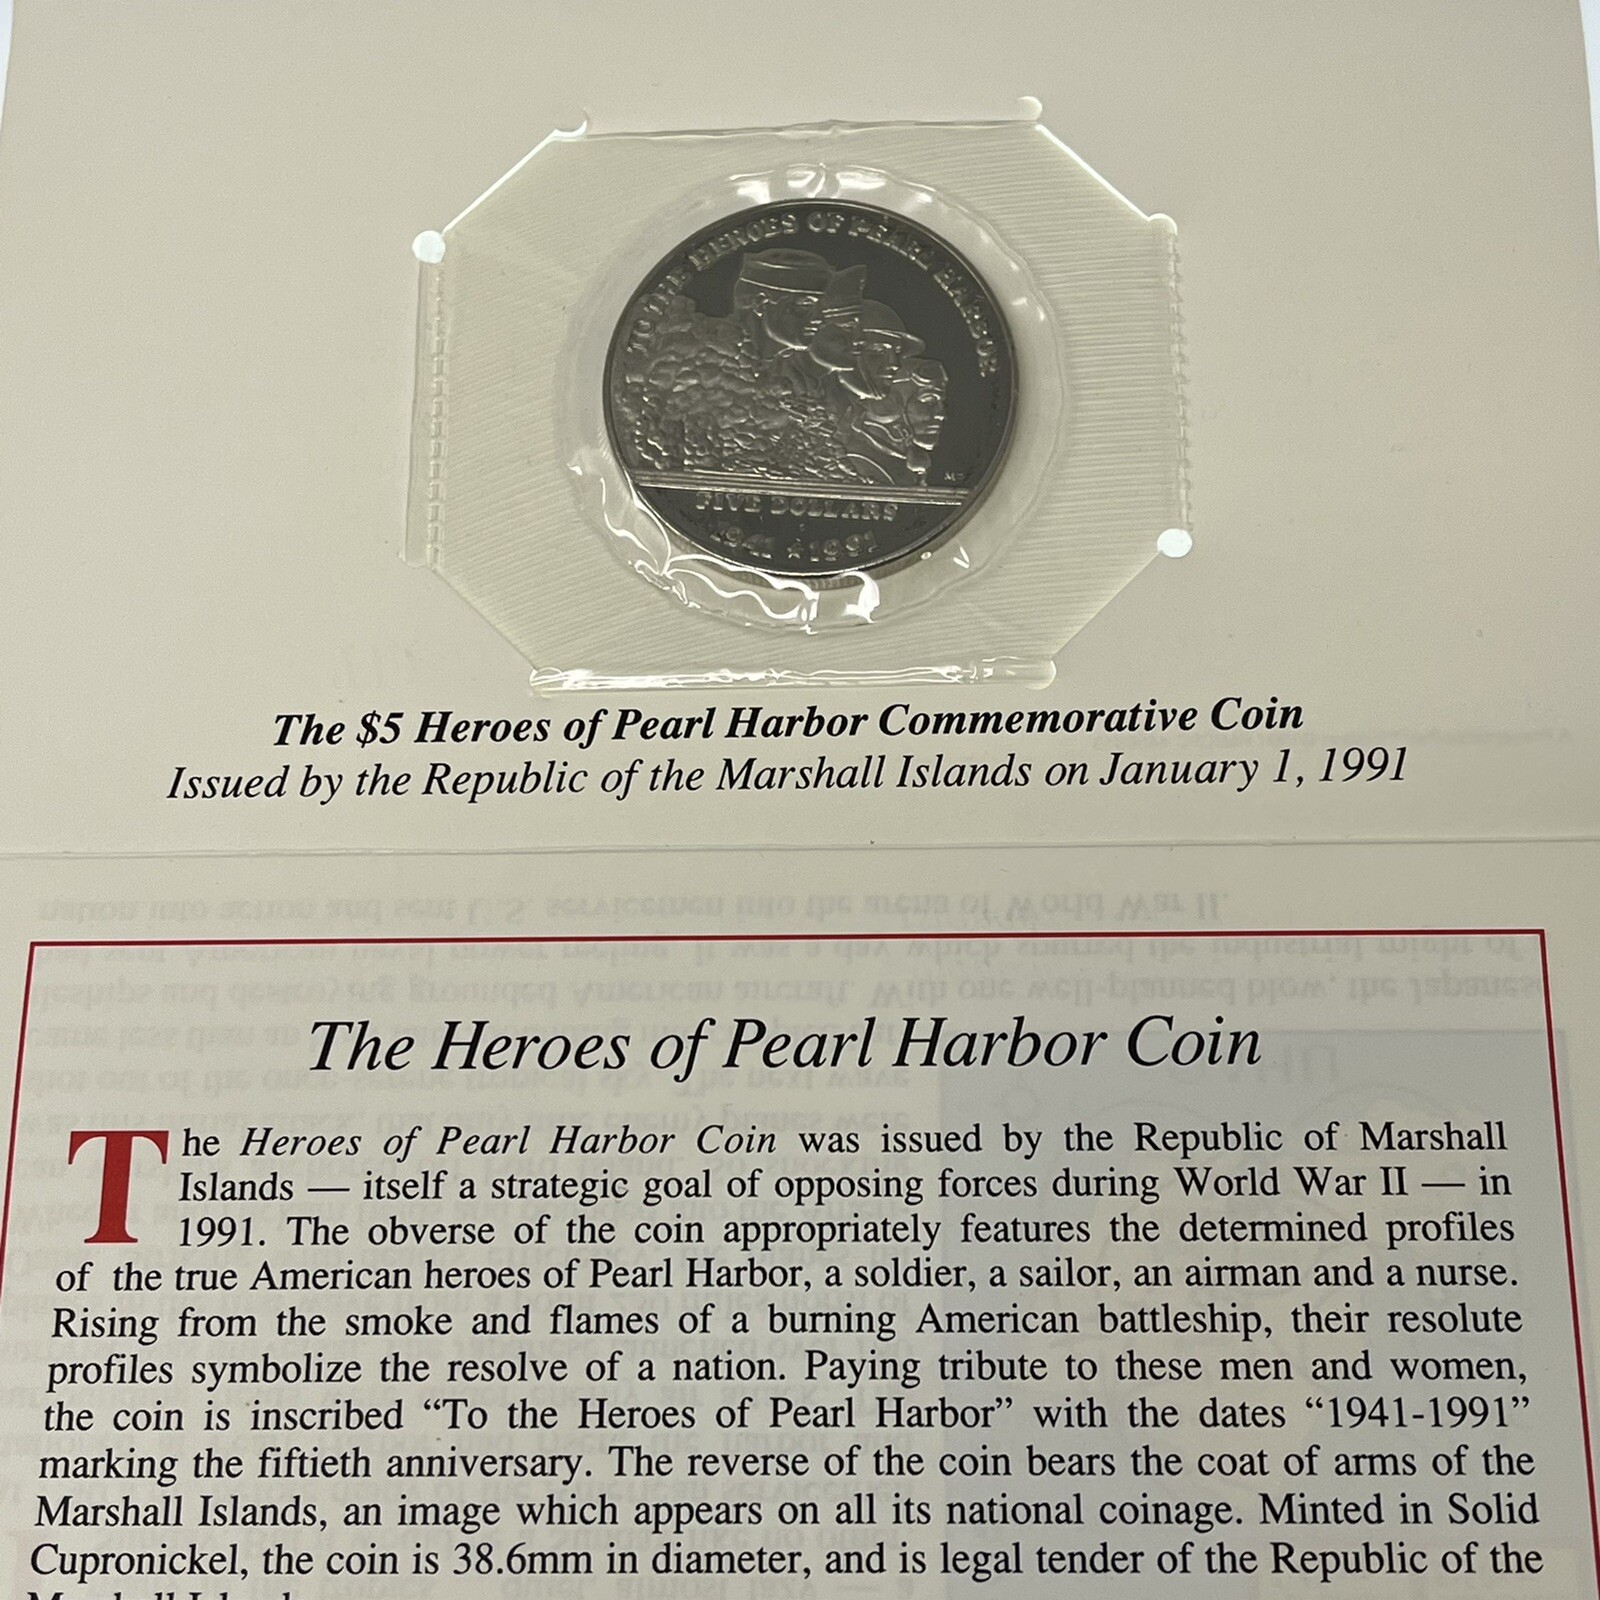 TO THE HEROES OF PEARL HARBOR
FIVE DOLLARS
1941 ★ 1991
The $5 Heroes of Pearl Harbor Commemorative Coin
Issued by the Republic of the Marshall Islands on January 1, 1991
The Heroes of Pearl Harbor Coin
The Heroes of Pearl Harbor Coin was issued by the Republic of Marshall
Islands — itself a strategic goal of opposing forces during World War II — in
1991. The obverse of the coin appropriately features the determined profiles
of the true American heroes of Pearl Harbor, a soldier, a sailor, an airman and a nurse.
Rising from the smoke and flames of a burning American battleship, their resolute
profiles symbolize the resolve of a nation. Paying tribute to these men and women,
the coin is inscribed “To the Heroes of Pearl Harbor” with the dates “1941-1991”
marking the fiftieth anniversary. The reverse of the coin bears the coat of arms of the
Marshall Islands, an image which appears on all its national coinage. Minted in Solid
Cupronickel, the coin is 38.6mm in diameter, and is legal tender of the Republic of the